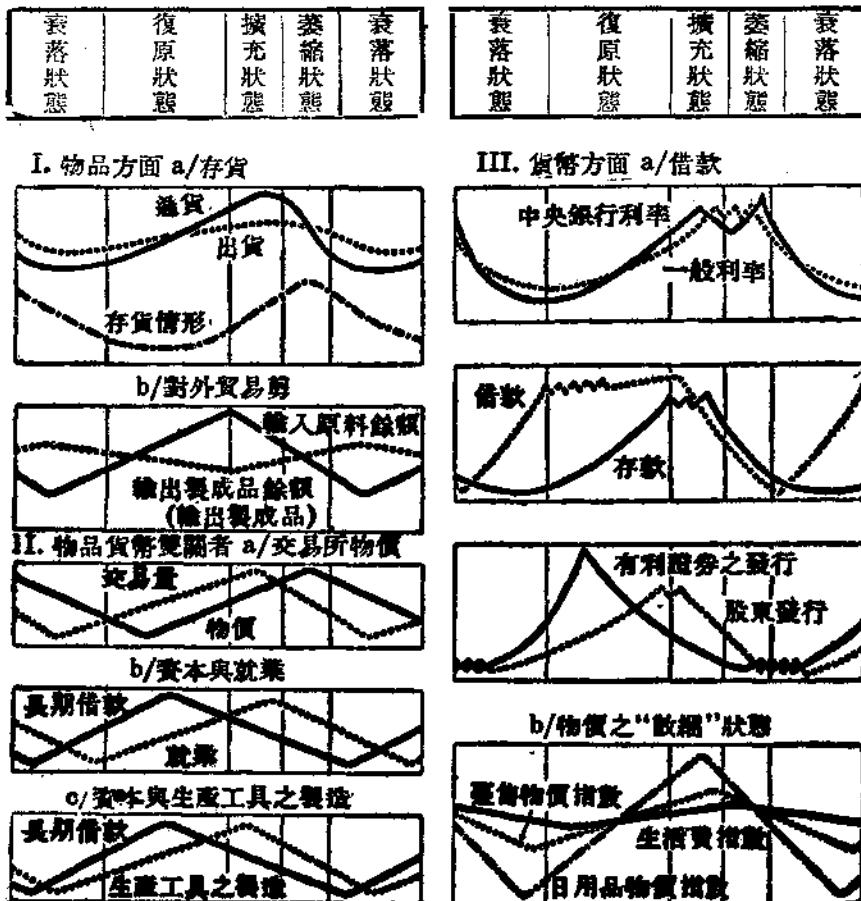 衰落狀態 復原狀態 擴充狀態 萎縮狀態 衰落狀態
I. 物品方面 a/存貨
進貨
出貨
存貨情形
b/對外貿易剪
輸入原料餘額
輸出製成品餘額
(輸出製成品)
II. 物品貨幣雙關者 a/交易所物價
交易量
物價
b/資本與就業
長期借款
就業
c/資本與生產工具之製造
長期借款
生產工具之製造
衰落狀態 復原狀態 擴充狀態 萎縮狀態 衰落狀態
III. 貨幣方面 a/借款
中央銀行利率
一般利率
借款
存款
有利證券之發行
股東發行
b/物價之“散綑”狀態
躉售物價指數
生活費指數
日用品物價指數